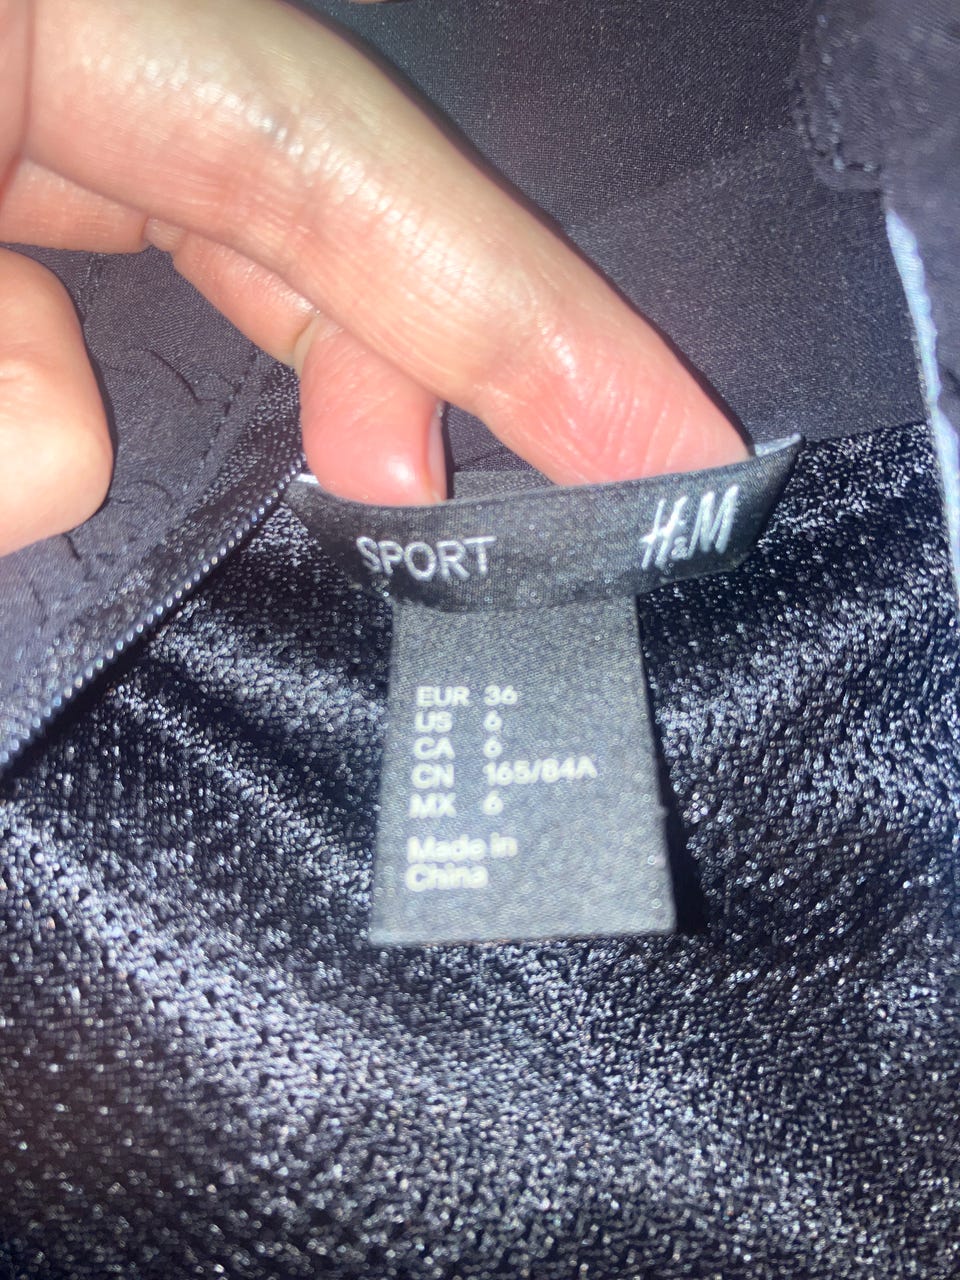 SPORT H&M
EUR 36
US 6
CA 6
CN 165/84A
MX 6
Made in
China